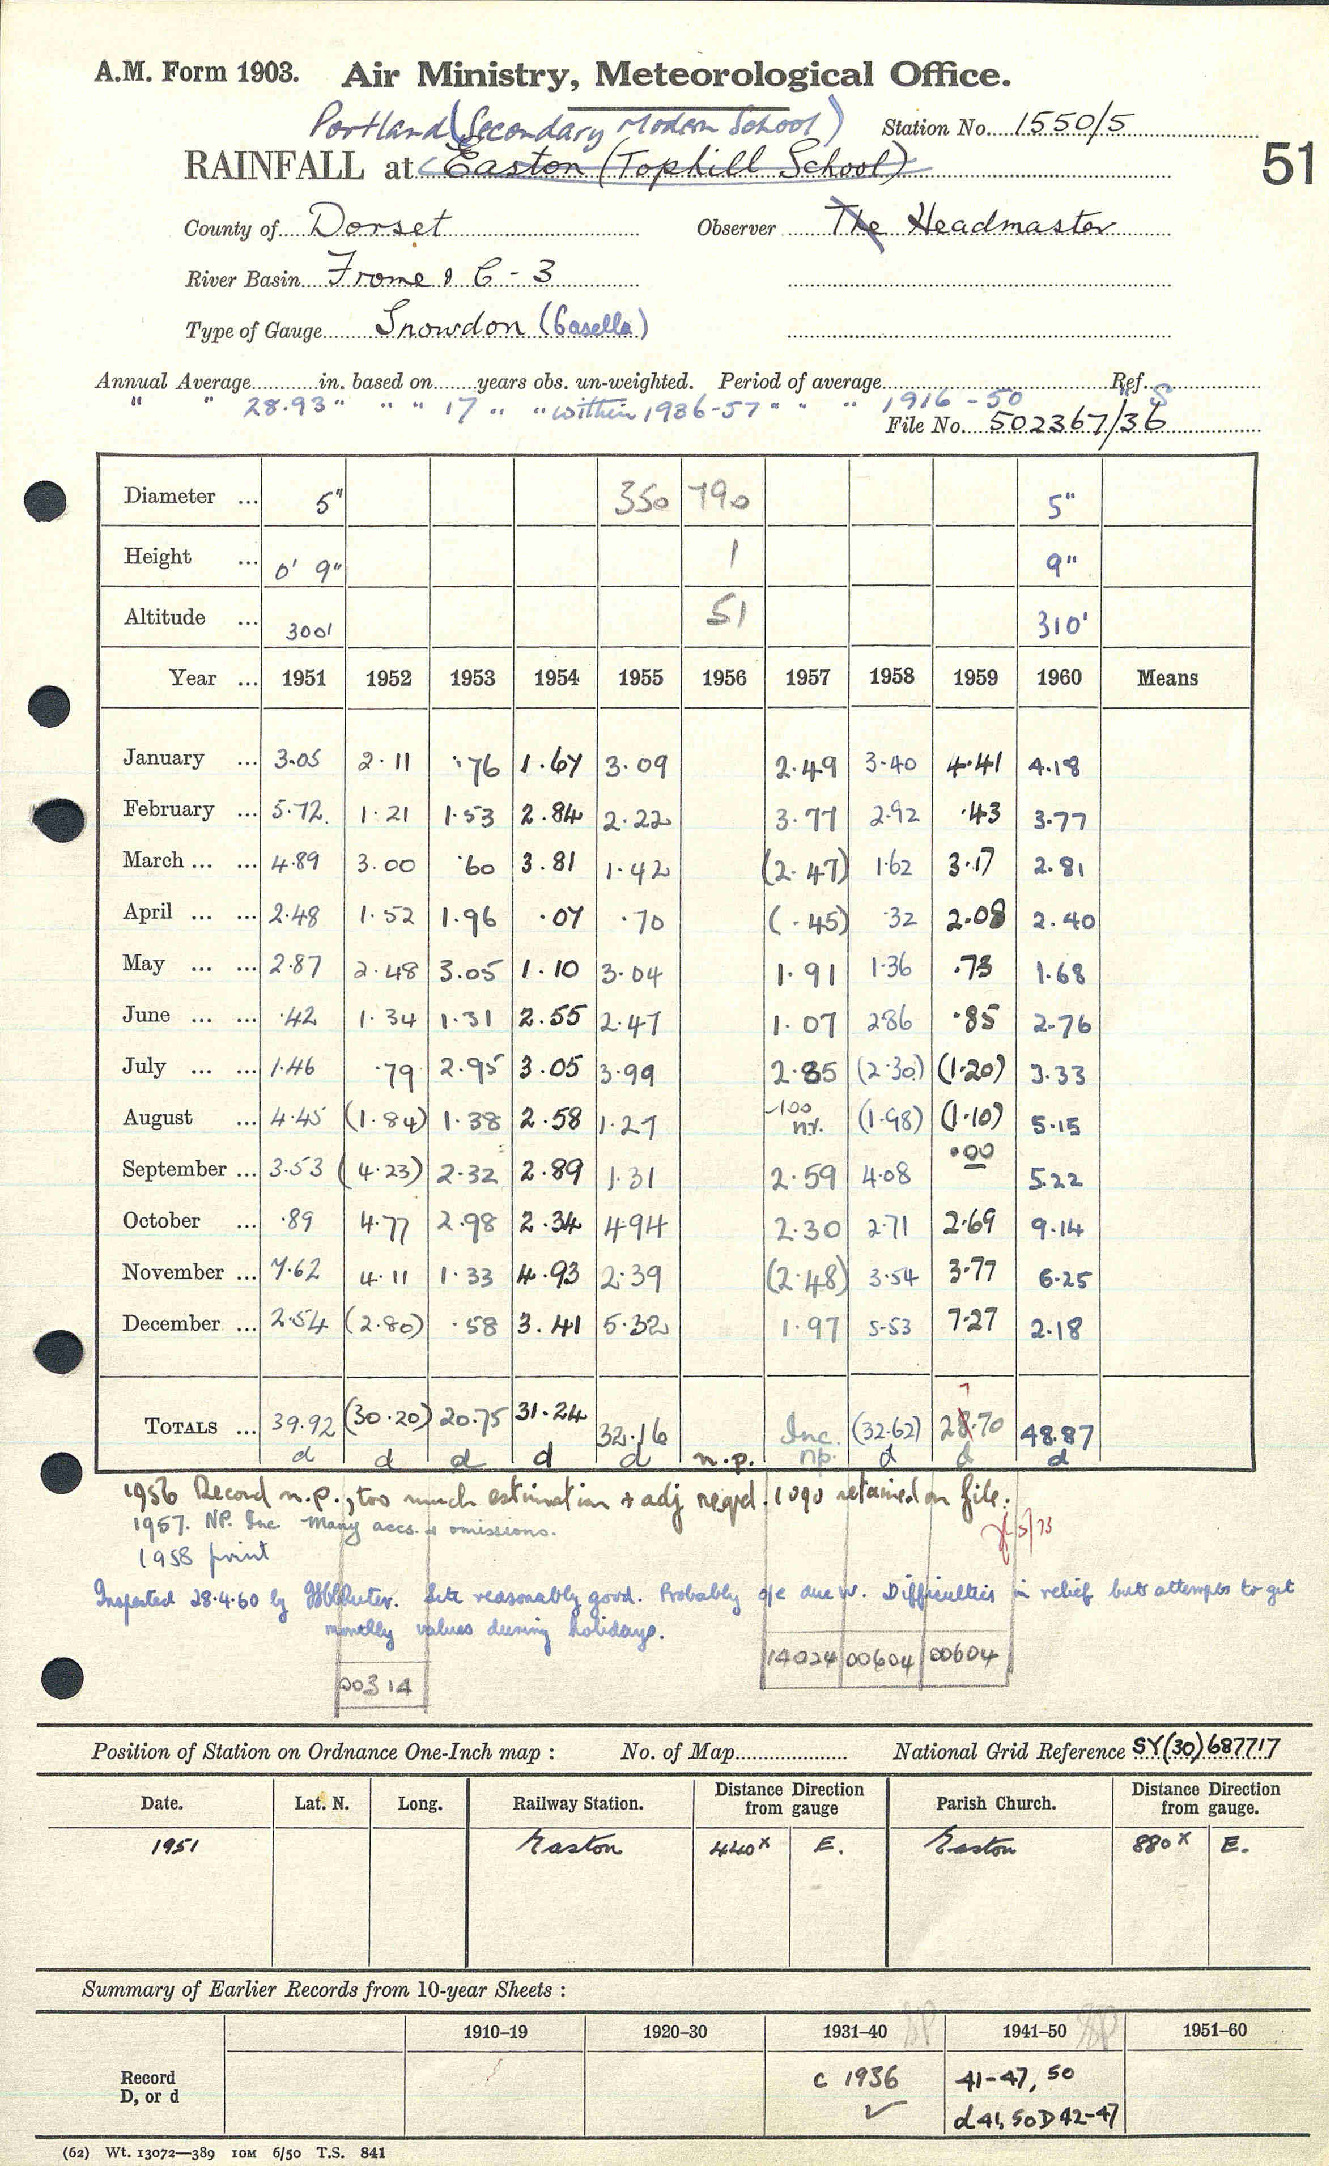 A.M. Form 1903. Air Ministry, Meteorological Office.
Portland (Secondary Modern School) Station No. 1550/5
RAINFALL at Easton (Tophill School)
51
County of Dorset Observer The Headmaster
River Basin Frome & C - 3
Type of Gauge Snowdon (Casella)
Annual Average in. based on years obs. un-weighted. Period of average Ref. S
" " 28.93" " " 17 " " within 1936-57 " " " 1916-50 "
File No. 502367/36
Diameter ... 5" 350 790 5"
Height ... 0' 9" 1 9"
Altitude ... 300' 51 310'
Year ... 1951 1952 1953 1954 1955 1956 1957 1958 1959 1960 Means
January ... 3.05 2.11 .76 1.67 3.09 2.49 3.40 4.41 4.18
February ... 5.72 1.21 1.53 2.84 2.22 3.77 2.92 .43 3.77
March ... ... 4.89 3.00 .60 3.81 1.42 (2.47) 1.62 3.17 2.81
April ... ... 2.48 1.52 1.96 .07 .70 (.45) .32 2.08 2.40
May ... ... 2.87 2.48 3.05 1.10 3.04 1.91 1.36 .73 1.68
June ... ... .42 1.34 1.31 2.55 2.47 1.07 2.86 .85 2.76
July ... ... 1.46 .79 2.95 3.05 3.99 2.85 (2.30) (1.20) 3.33
August ... 4.45 (1.84) 1.38 2.58 1.27 -100 nr. (1.98) (1.10) 5.15
September ... 3.53 (4.23) 2.32 2.89 1.31 2.59 4.08 .00 5.22
October ... .89 4.77 2.98 2.34 4.94 2.30 2.71 2.69 9.14
November ... 7.62 4.11 1.33 4.93 2.39 (2.48) 3.54 3.77 6.25
December ... 2.54 (2.80) .58 3.41 5.32 1.97 5.53 7.27 2.18
7
TOTALS ... 39.92 (30.20) 20.75 31.24 32.16 Inc. (32.62) 28.70 48.87
d d d d d n.p. np. d d d
1956 Record n.p., too much estimation & adj reqd. 1090 retained on file.
1957. NP. Inc Many accs. & omissions.
5/73
1958 print
Inspected 28.4.60 by . Site reasonably good. Probably o/e due w. Difficulties in relief but attempts to get
monthly values during holidays.
14024 00604 00604
00314
Position of Station on Ordnance One-Inch map : No. of Map National Grid Reference SY(30)687717
Date. Lat. N. Long. Railway Station. Distance from gauge Direction Parish Church. Distance from gauge. Direction
1951 Easton 440x E. Easton 880x E.
Summary of Earlier Records from 10-year Sheets :
1910–19 1920–30 1931–40 1941–50 1951–60
Record c 1936 41-47, 50
D, or d d 41, 50 D 42-47
(62) Wt. 13072—389 10M 6/50 T.S. 841